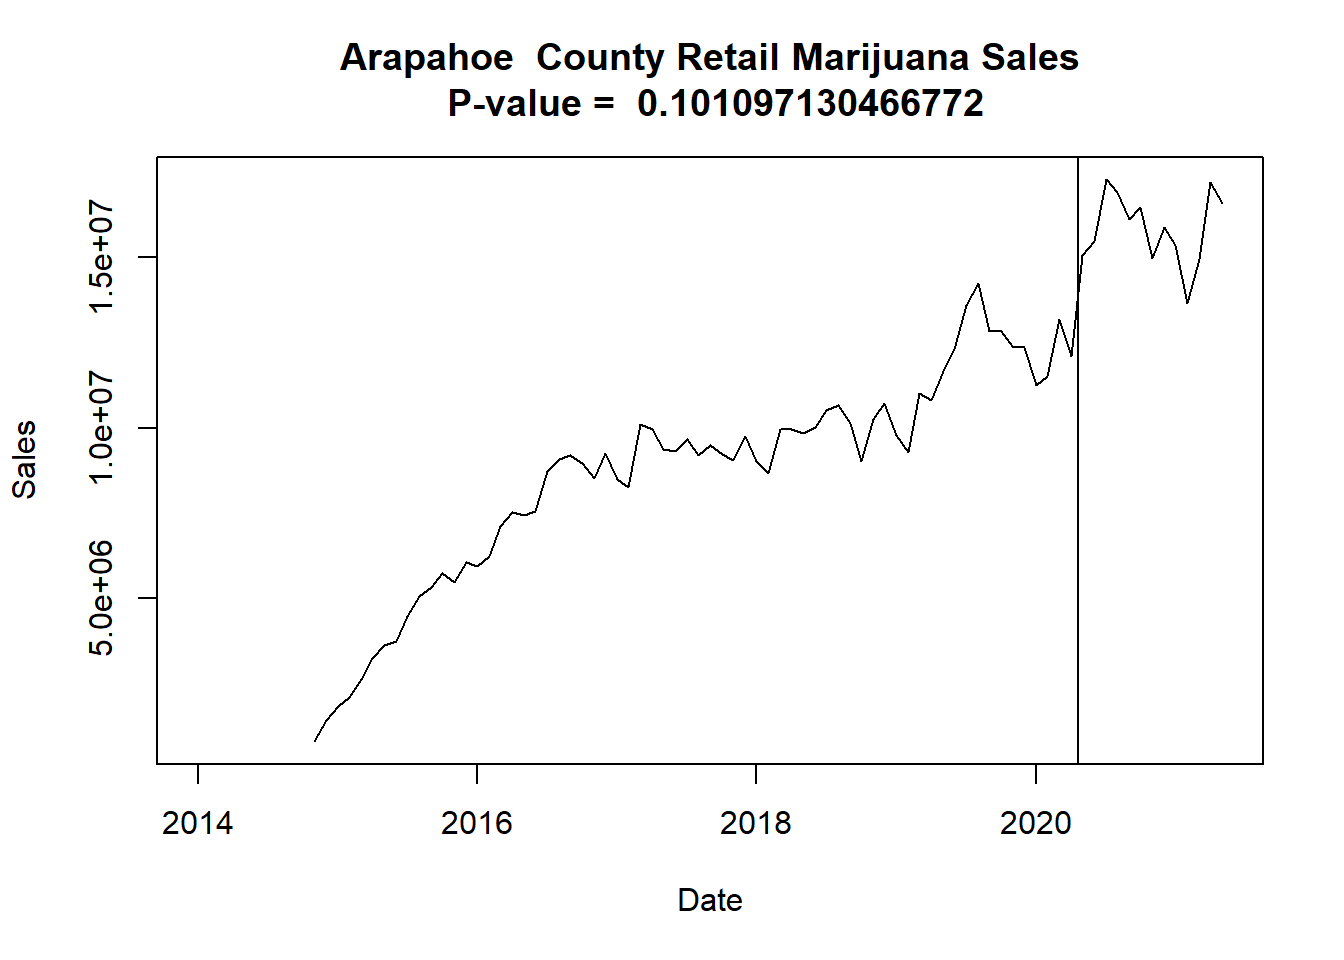 Arapahoe  County Retail Marijuana Sales
P-value =  0.101097130466772
1.5e+07
1.0e+07
5.0e+06
Sales
2014 2016 2018 2020
Date